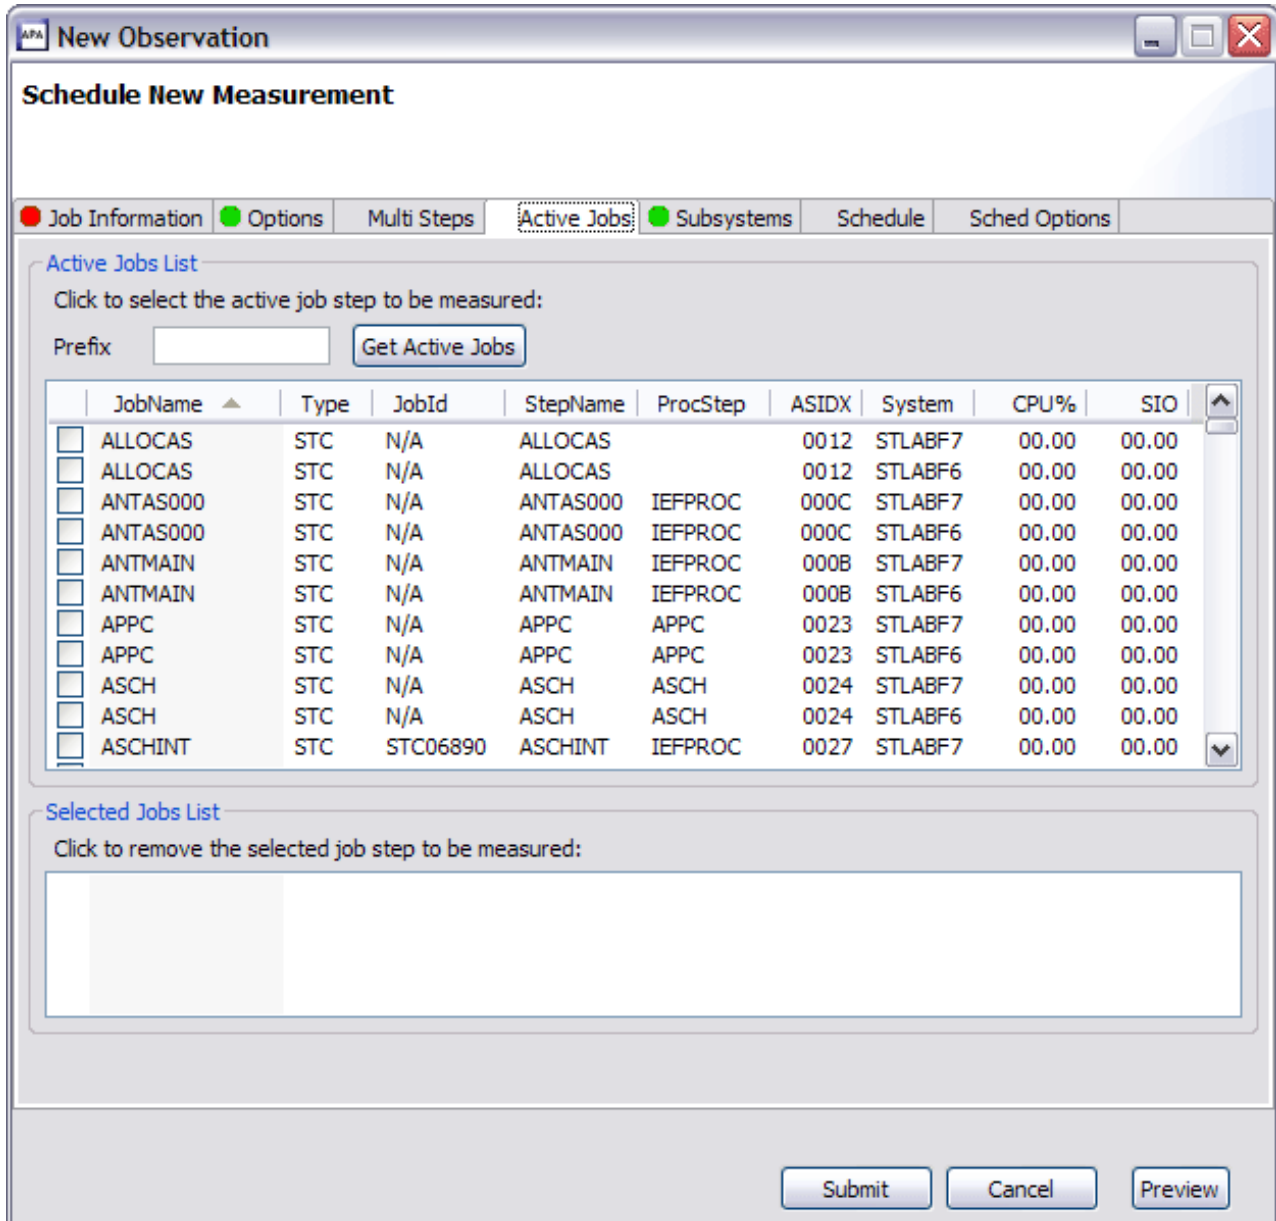 APA New Observation
Schedule New Measurement
Job Information Options Multi Steps Active Jobs Subsystems Schedule Sched Options
Active Jobs List
Click to select the active job step to be measured:
Prefix Get Active Jobs
JobName Type JobId StepName ProcStep ASIDX System CPU% SIO
ALLOCAS STC N/A ALLOCAS 0012 STLABF7 00.00 00.00
ALLOCAS STC N/A ALLOCAS 0012 STLABF6 00.00 00.00
ANTAS000 STC N/A ANTAS000 IEFPROC 000C STLABF7 00.00 00.00
ANTAS000 STC N/A ANTAS000 IEFPROC 000C STLABF6 00.00 00.00
ANTMAIN STC N/A ANTMAIN IEFPROC 000B STLABF7 00.00 00.00
ANTMAIN STC N/A ANTMAIN IEFPROC 000B STLABF6 00.00 00.00
APPC STC N/A APPC APPC 0023 STLABF7 00.00 00.00
APPC STC N/A APPC APPC 0023 STLABF6 00.00 00.00
ASCH STC N/A ASCH ASCH 0024 STLABF7 00.00 00.00
ASCH STC N/A ASCH ASCH 0024 STLABF6 00.00 00.00
ASCHINT STC STC06890 ASCHINT IEFPROC 0027 STLABF7 00.00 00.00
Selected Jobs List
Click to remove the selected job step to be measured:
Submit Cancel Preview